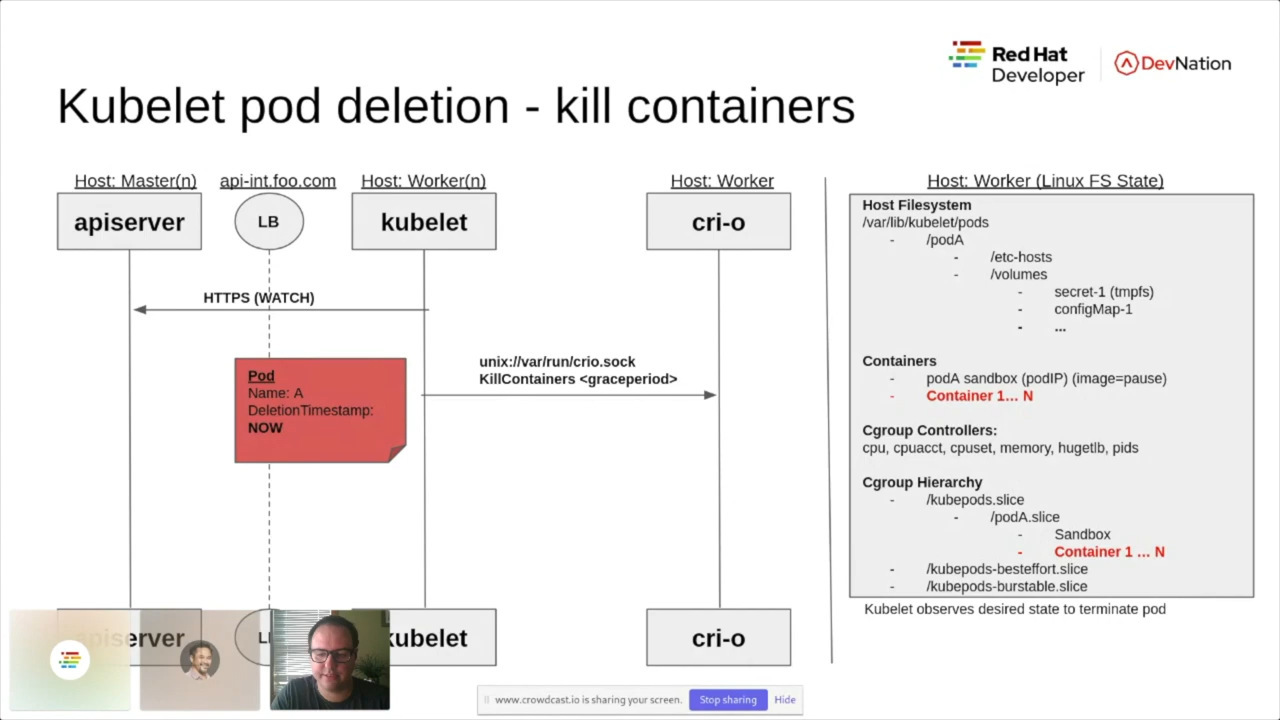 Red Hat
Developer
DevNation
Kubelet pod deletion - kill containers
Host: Master(n)
api-int.foo.com
Host: Worker(n)
Host: Worker
Host: Worker (Linux FS State)
apiserver
LB
kubelet
cri-o
HTTPS (WATCH)
Pod
Name: A
DeletionTimestamp:
NOW
unix://var/run/crio.sock
KillContainers <graceperiod>
Host Filesystem
/var/lib/kubelet/pods
- /podA
- /etc-hosts
- /volumes
- secret-1 (tmpfs)
- configMap-1
- ...
Containers
- podA sandbox (podIP) (image=pause)
- Container 1... N
Cgroup Controllers:
cpu, cpuacct, cpuset, memory, hugetlb, pids
Cgroup Hierarchy
- /kubepods.slice
- /podA.slice
- Sandbox
- Container 1 ... N
- /kubepods-besteffort.slice
- /kubepods-burstable.slice
Kubelet observes desired state to terminate pod
apiserver
kubelet
cri-o
www.crowdcast.io is sharing your screen.
Stop sharing
Hide